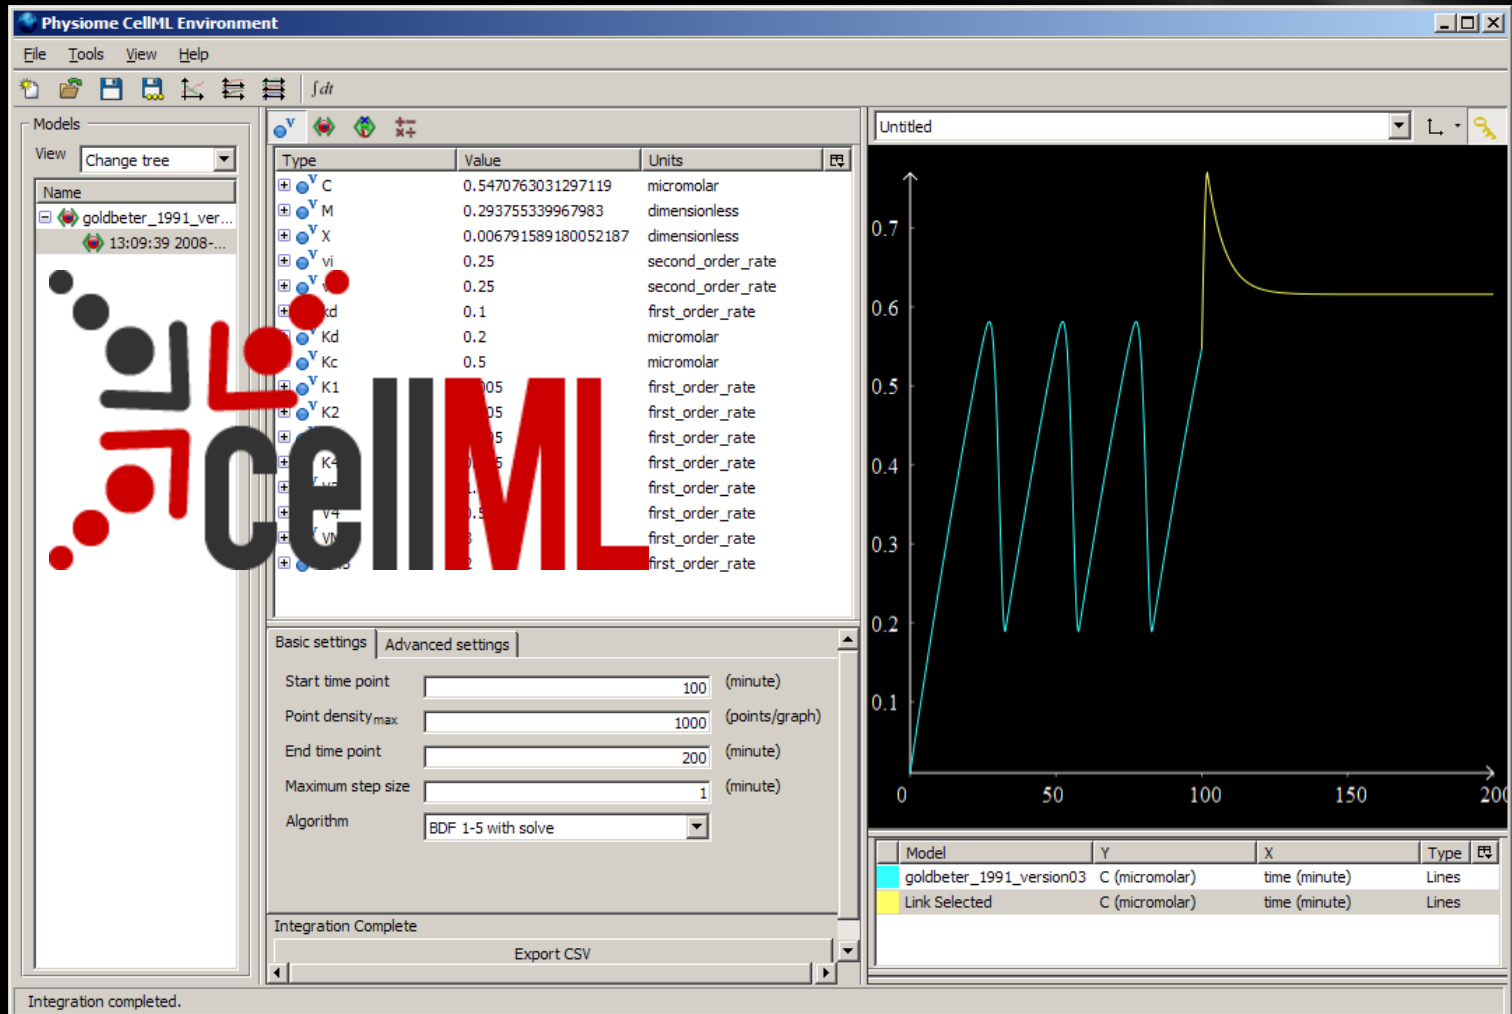 Physiome CellML Environment
File Tools View Help
∫dt
Models
View Change tree
Name
goldbeter_1991_ver...
13:09:39 2008-...
Type Value Units
C 0.5470763031297119 micromolar
M 0.293755339967983 dimensionless
X 0.006791589180052187 dimensionless
vi 0.25 second_order_rate
0.25 second_order_rate
kd 0.1 first_order_rate
Kd 0.2 micromolar
Kc 0.5 micromolar
K1 first_order_rate
K2 first_order_rate
first_order_rate
K4 first_order_rate
first_order_rate
V4 first_order_rate
first_order_rate
first_order_rate
cellML
Basic settings Advanced settings
Start time point 100 (minute)
Point density max 1000 (points/graph)
End time point 200 (minute)
Maximum step size 1 (minute)
Algorithm BDF 1-5 with solve
Integration Complete
Export CSV
Integration completed.
Untitled
0.7
0.6
0.5
0.4
0.3
0.2
0.1
0 50 100 150 200
Model Y X Type
goldbeter_1991_version03 C (micromolar) time (minute) Lines
Link Selected C (micromolar) time (minute) Lines